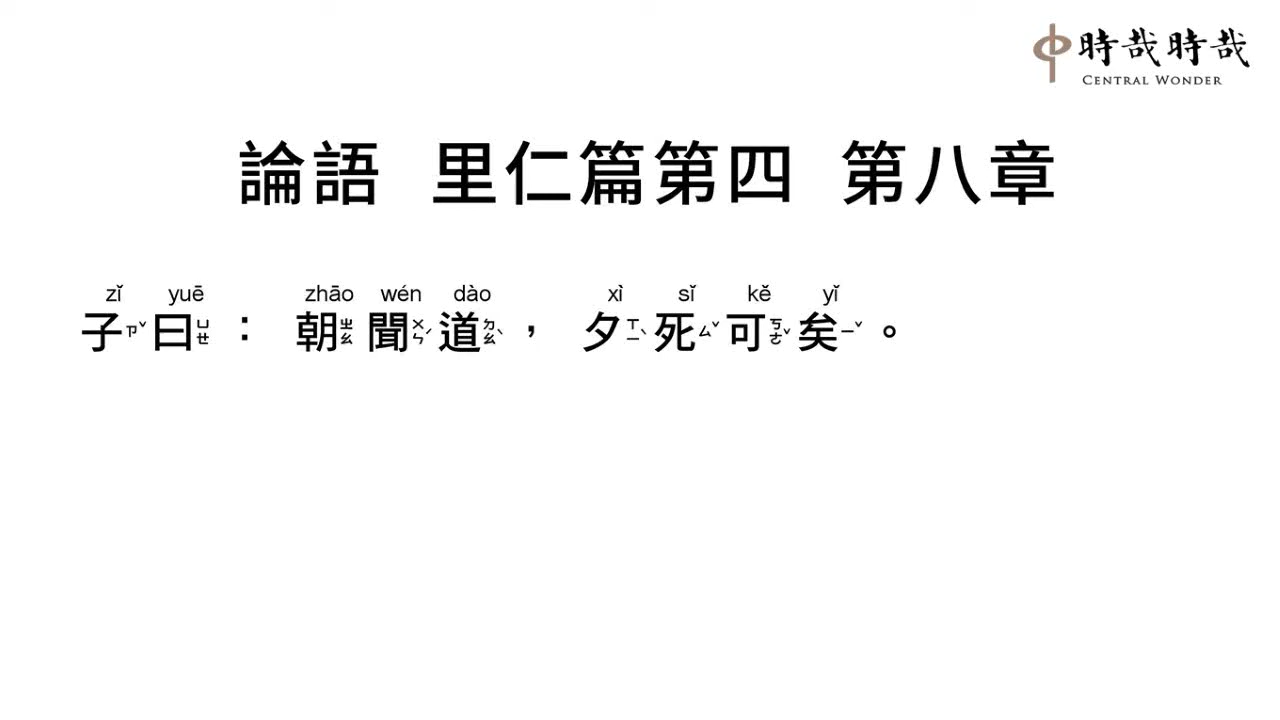 時哉時哉
CENTRAL WONDER
論語 里仁篇第四 第八章
zǐ yuē zhāo wén dào xì sǐ kě yǐ
子ㄗˇ曰ㄩㄝ：朝ㄓㄠ聞ㄨㄣˊ道ㄉㄠˋ，夕ㄒㄧˋ死ㄙˇ可ㄎㄜˇ矣ㄧˇ。